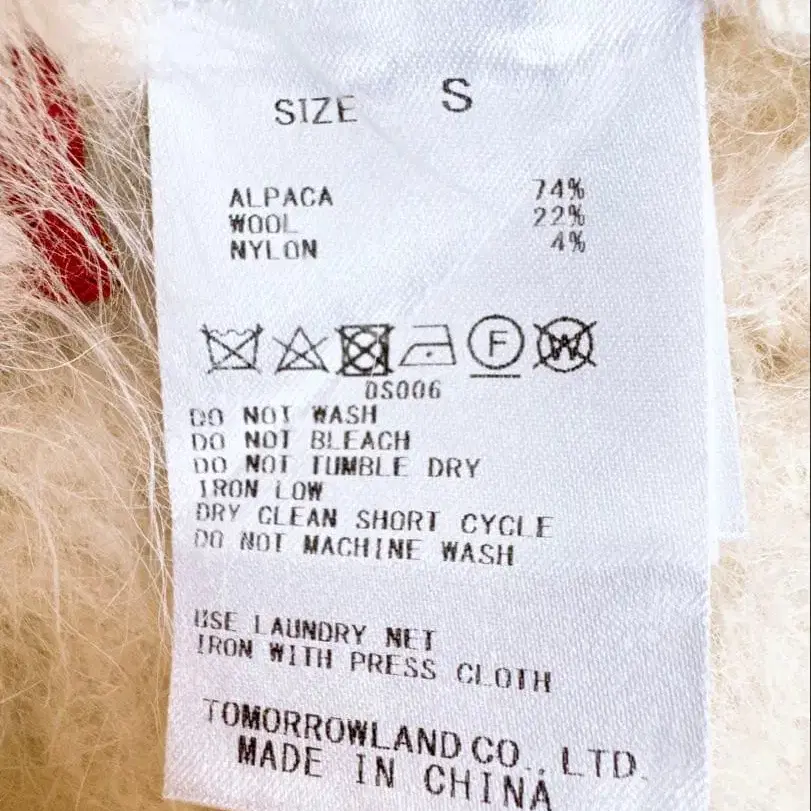 SIZE S
ALPACA 74%
WOOL 22%
NYLON 4%
F W
DS006
DO NOT WASH
DO NOT BLEACH
DO NOT TUMBLE DRY
IRON LOW
DRY CLEAN SHORT CYCLE
DO NOT MACHINE WASH
USE LAUNDRY NET
IRON WITH PRESS CLOTH
TOMORROWLAND CO., LTD.
MADE IN CHINA